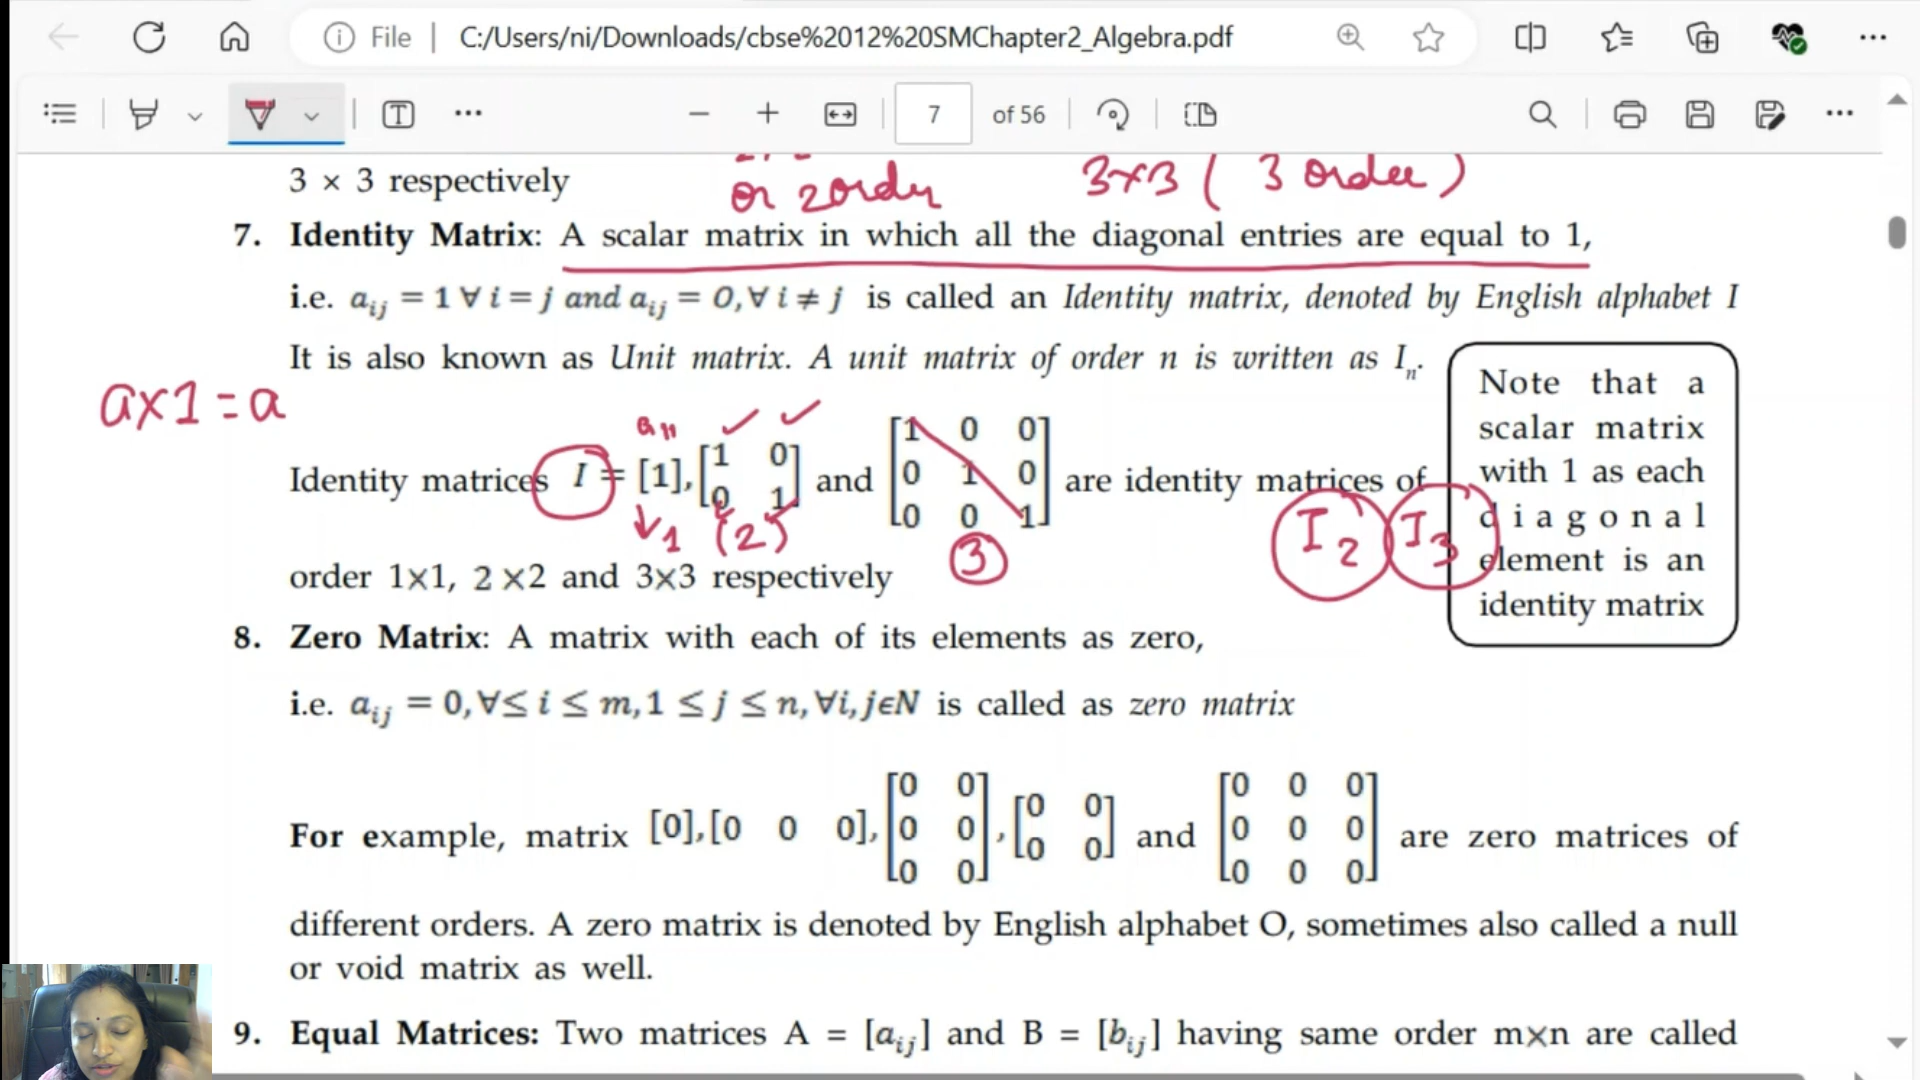 File | C:/Users/ni/Downloads/cbse%2012%20SMChapter2_Algebra.pdf
7 of 56
3 × 3 respectively
or 2 order 3×3 ( 3 order )
7. Identity Matrix: A scalar matrix in which all the diagonal entries are equal to 1,
i.e. aij = 1 ∀ i = j and aij = 0, ∀ i ≠ j is called an Identity matrix, denoted by English alphabet I
It is also known as Unit matrix. A unit matrix of order n is written as In.
a×1 = a
a11
Identity matrices I = [1], [1 0
0 1] and [1 0 0
0 1 0
0 0 1] are identity matrices of
1 (2) 3 I2 I3
order 1×1, 2 ×2 and 3×3 respectively
Note that a
scalar matrix
with 1 as each
diagonal
element is an
identity matrix
8. Zero Matrix: A matrix with each of its elements as zero,
i.e. aij = 0, ∀≤ i ≤ m, 1 ≤ j ≤ n, ∀i, jϵN is called as zero matrix
For example, matrix [0], [0 0 0], [0 0
0 0
0 0], [0 0
0 0] and [0 0 0
0 0 0
0 0 0] are zero matrices of
different orders. A zero matrix is denoted by English alphabet O, sometimes also called a null
or void matrix as well.
9. Equal Matrices: Two matrices A = [aij] and B = [bij] having same order m×n are called